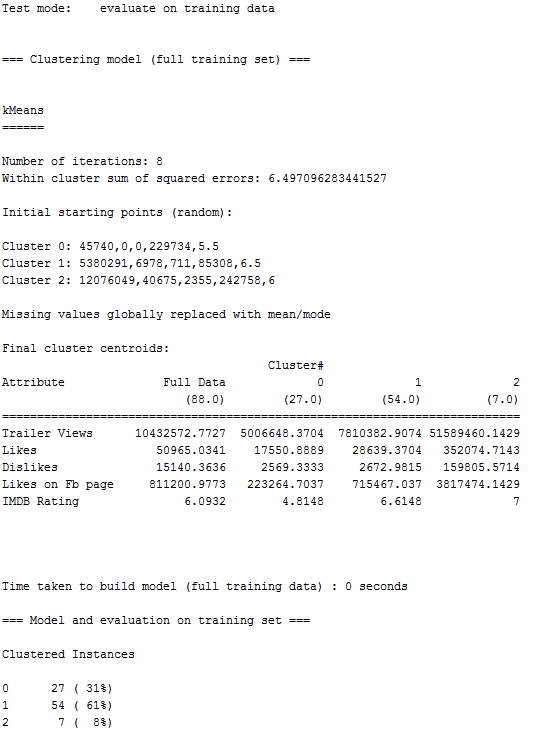 Test mode:    evaluate on training data
=== Clustering model (full training set) ===
kMeans
======
Number of iterations: 8
Within cluster sum of squared errors: 6.497096283441527
Initial starting points (random):
Cluster 0: 45740,0,0,229734,5.5
Cluster 1: 5380291,6978,711,85308,6.5
Cluster 2: 12076049,40675,2355,242758,6
Missing values globally replaced with mean/mode
Final cluster centroids:
                                      Cluster#
Attribute              Full Data             0             1             2
                          (88.0)        (27.0)        (54.0)         (7.0)
==========================================================================
Trailer Views      10432572.7727  5006648.3704  7810382.9074 51589460.1429
Likes                 50965.0341    17550.8889    28639.3704   352074.7143
Dislikes              15140.3636     2569.3333     2672.9815   159805.5714
Likes on Fb page     811200.9773   223264.7037    715467.037  3817474.1429
IMDB Rating               6.0932        4.8148        6.6148             7
Time taken to build model (full training data) : 0 seconds
=== Model and evaluation on training set ===
Clustered Instances
0      27 ( 31%)
1      54 ( 61%)
2       7 (  8%)